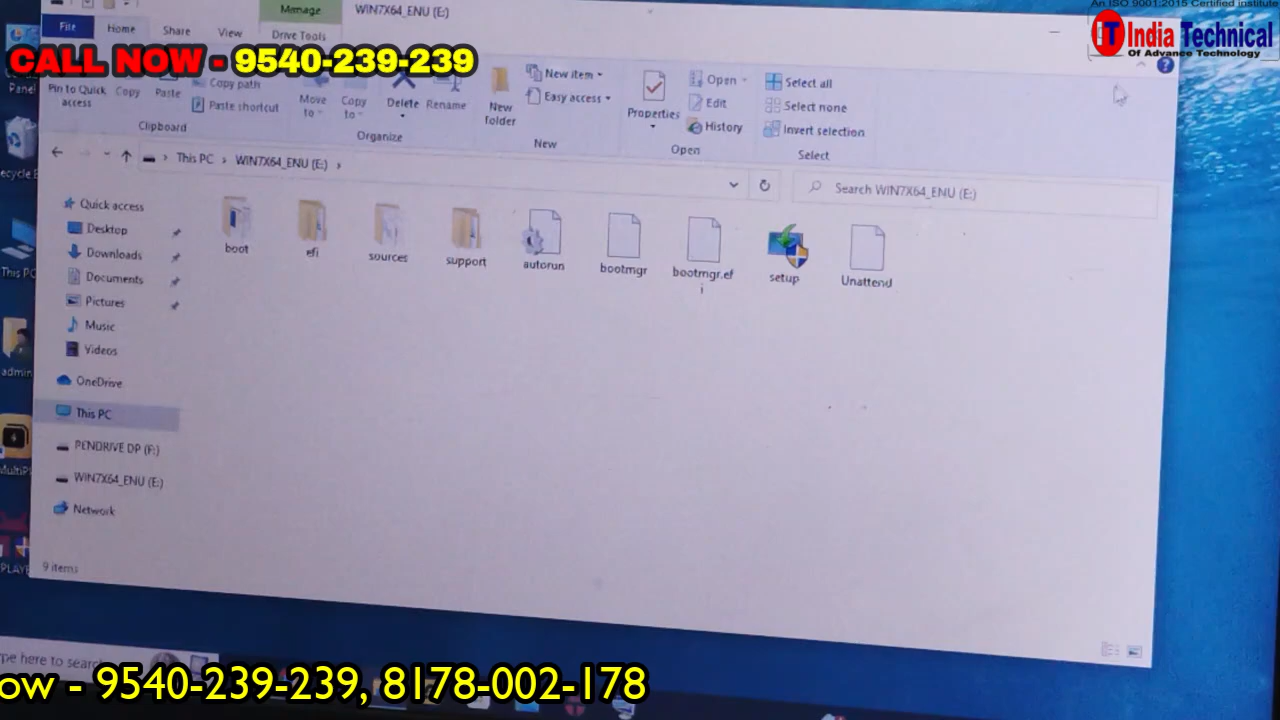 Manage
WIN7X64_ENU (E:)
An ISO 9001:2015 Certified institute
IT India Technical
Of Advance Technology
File
Home
Share
View
Drive Tools
CALL NOW - 9540-239-239
Pin to Quick access
Copy
Paste
Copy path
Paste shortcut
Clipboard
Move to
Copy to
Delete
Rename
Organize
New folder
New item
Easy access
New
Properties
Open
Edit
History
Open
Select all
Select none
Invert selection
Select
This PC > WIN7X64_ENU (E:) >
Search WIN7X64_ENU (E:)
Quick access
Desktop
Downloads
Documents
Pictures
Music
Videos
OneDrive
This PC
PENDRIVE DP (F:)
WIN7X64_ENU (E:)
Network
boot
efi
sources
support
autorun
bootmgr
bootmgr.efi
setup
Unattend
9 items
Panel
This PC
admin
ow - 9540-239-239, 8178-002-178